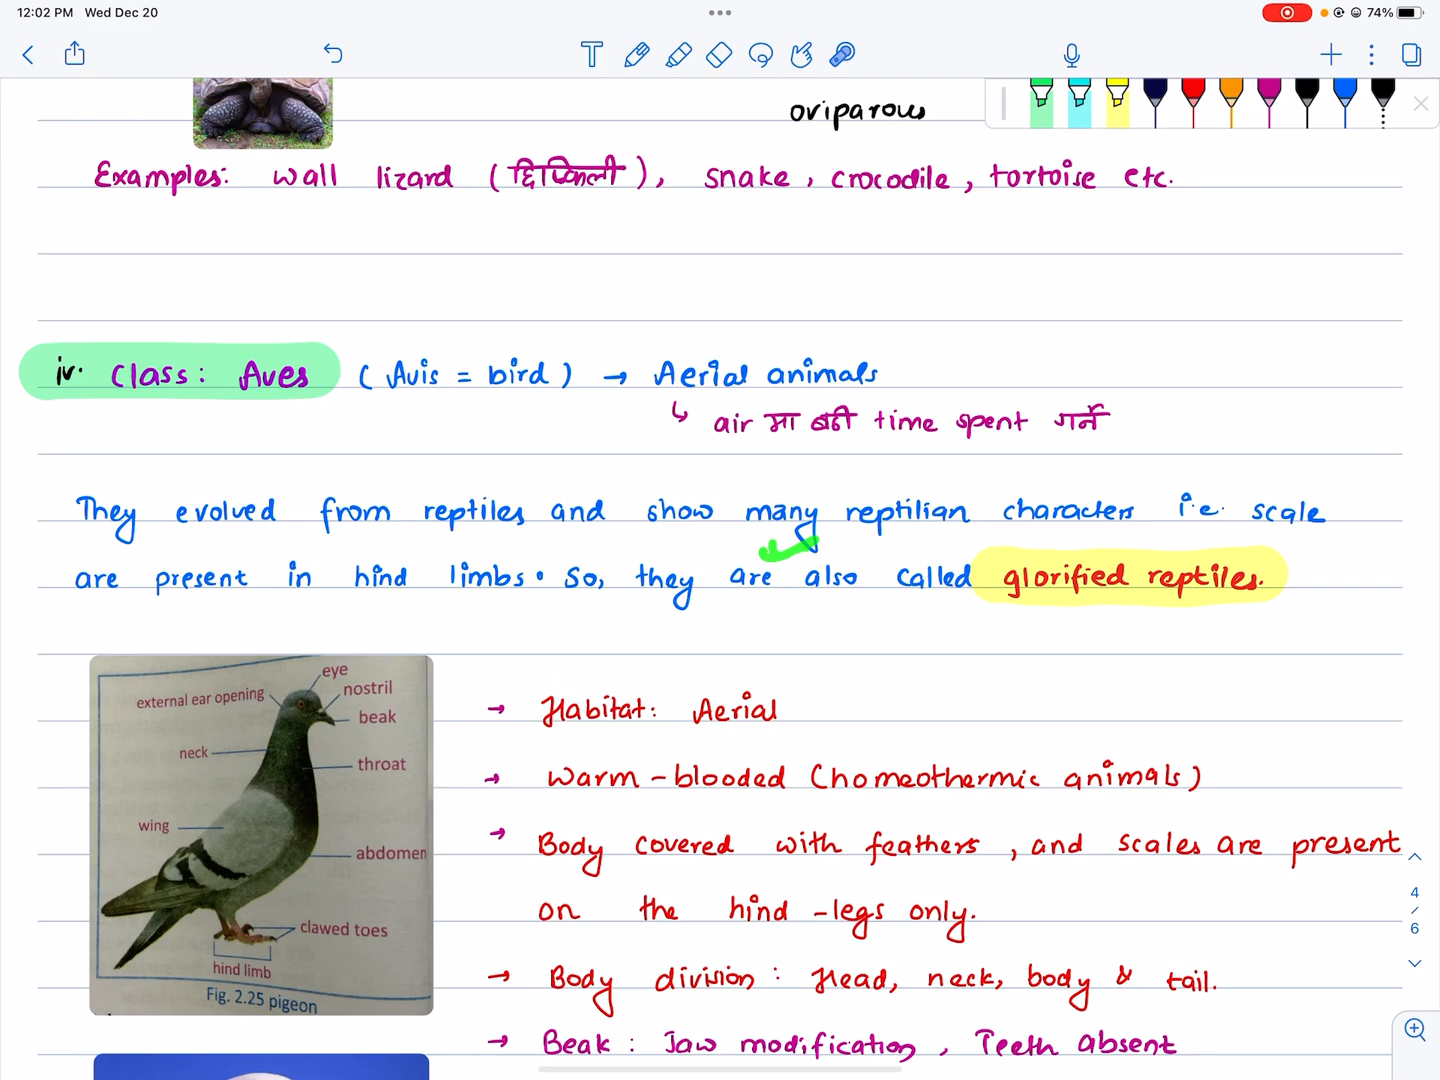 12:02 PM Wed Dec 20
74%
oviparous
Examples: wall lizard ( ), snake, crocodile, tortoise etc.
iv. Class: Aves (Avis = bird) → Aerial animals
↳ air मा बढी time spent गर्ने
They evolved from reptiles and show many reptilian characters i.e. scale
are present in hind limbs. So, they are also called glorified reptiles.
eye
external ear opening
nostril
beak
neck
throat
wing
abdomen
clawed toes
hind limb
Fig. 2.25 pigeon
→ Habitat: Aerial
→ Warm-blooded (homeothermic animals)
→ Body covered with feathers, and scales are present
on the hind-legs only.
→ Body division: Head, neck, body & tail.
→ Beak: Jaw modification, Teeth absent
4
/
6